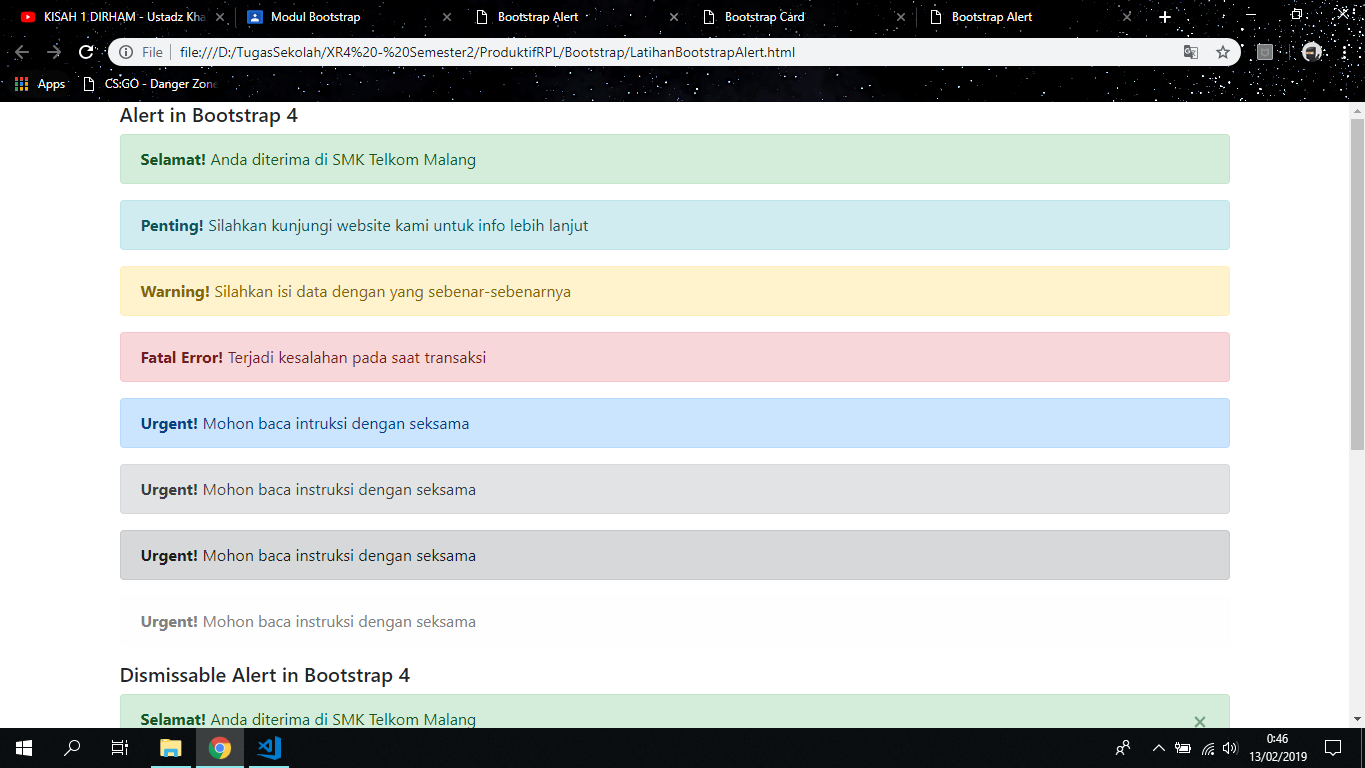 KISAH 1 DIRHAM - Ustadz Kha
Modul Bootstrap
Bootstrap Alert
Bootstrap Card
Bootstrap Alert
File
file:///D:/TugasSekolah/XR4%20-%20Semester2/ProduktifRPL/Bootstrap/LatihanBootstrapAlert.html
Apps
CS:GO - Danger Zone
Alert in Bootstrap 4
Selamat! Anda diterima di SMK Telkom Malang
Penting! Silahkan kunjungi website kami untuk info lebih lanjut
Warning! Silahkan isi data dengan yang sebenar-sebenarnya
Fatal Error! Terjadi kesalahan pada saat transaksi
Urgent! Mohon baca intruksi dengan seksama
Urgent! Mohon baca instruksi dengan seksama
Urgent! Mohon baca instruksi dengan seksama
Urgent! Mohon baca instruksi dengan seksama
Dismissable Alert in Bootstrap 4
Selamat! Anda diterima di SMK Telkom Malang
0:46
13/02/2019